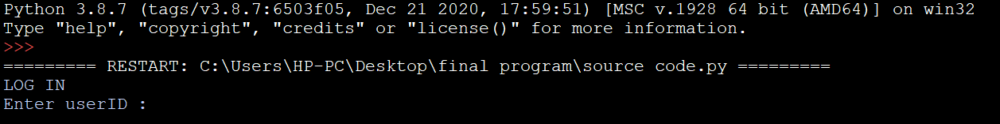 Python 3.8.7 (tags/v3.8.7:6503f05, Dec 21 2020, 17:59:51) [MSC v.1928 64 bit (AMD64)] on win32
Type "help", "copyright", "credits" or "license()" for more information.
>>>
========= RESTART: C:\Users\HP-PC\Desktop\final program\source code.py =========
LOG IN
Enter userID :